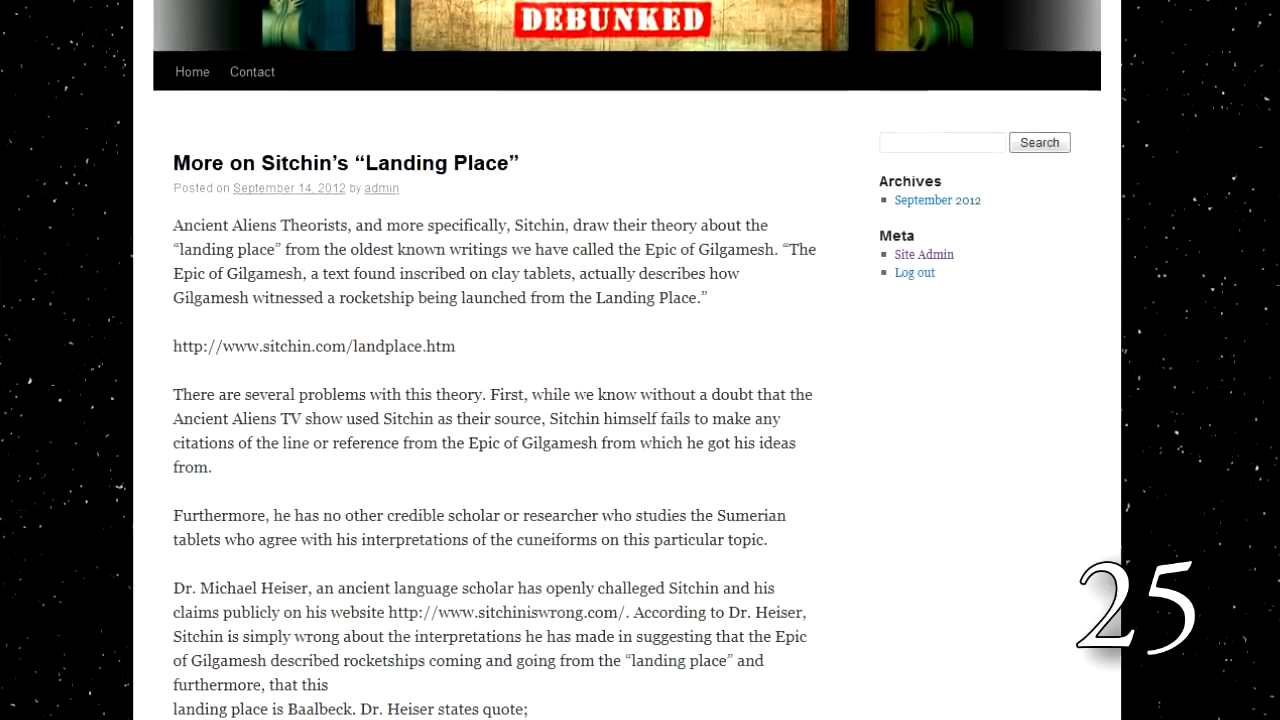 DEBUNKED
Home Contact
Search
More on Sitchin’s “Landing Place”
Posted on September 14, 2012 by admin
Archives
September 2012
Meta
Site Admin
Log out
Ancient Aliens Theorists, and more specifically, Sitchin, draw their theory about the
“landing place” from the oldest known writings we have called the Epic of Gilgamesh. “The
Epic of Gilgamesh, a text found inscribed on clay tablets, actually describes how
Gilgamesh witnessed a rocketship being launched from the Landing Place.”
http://www.sitchin.com/landplace.htm
There are several problems with this theory. First, while we know without a doubt that the
Ancient Aliens TV show used Sitchin as their source, Sitchin himself fails to make any
citations of the line or reference from the Epic of Gilgamesh from which he got his ideas
from.
Furthermore, he has no other credible scholar or researcher who studies the Sumerian
tablets who agree with his interpretations of the cuneiforms on this particular topic.
Dr. Michael Heiser, an ancient language scholar has openly challeged Sitchin and his
claims publicly on his website http://www.sitchiniswrong.com/. According to Dr. Heiser,
Sitchin is simply wrong about the interpretations he has made in suggesting that the Epic
of Gilgamesh described rocketships coming and going from the “landing place” and
furthermore, that this
landing place is Baalbeck. Dr. Heiser states quote;
25